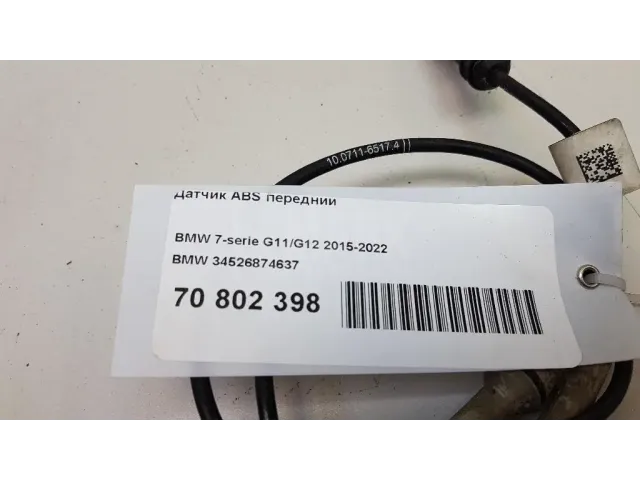 10.0711-6517.4
Датчик ABS передний
BMW 7-serie G11/G12 2015-2022
BMW 34526874637
70 802 398